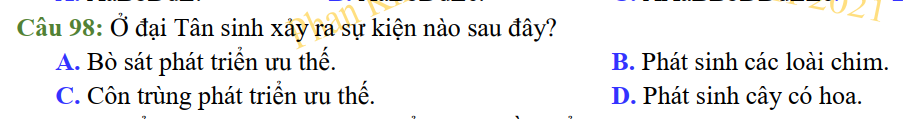 Câu 98: Ở đại Tân sinh xảy ra sự kiện nào sau đây?
A. Bò sát phát triển ưu thế. B. Phát sinh các loài chim.
C. Côn trùng phát triển ưu thế. D. Phát sinh cây có hoa.